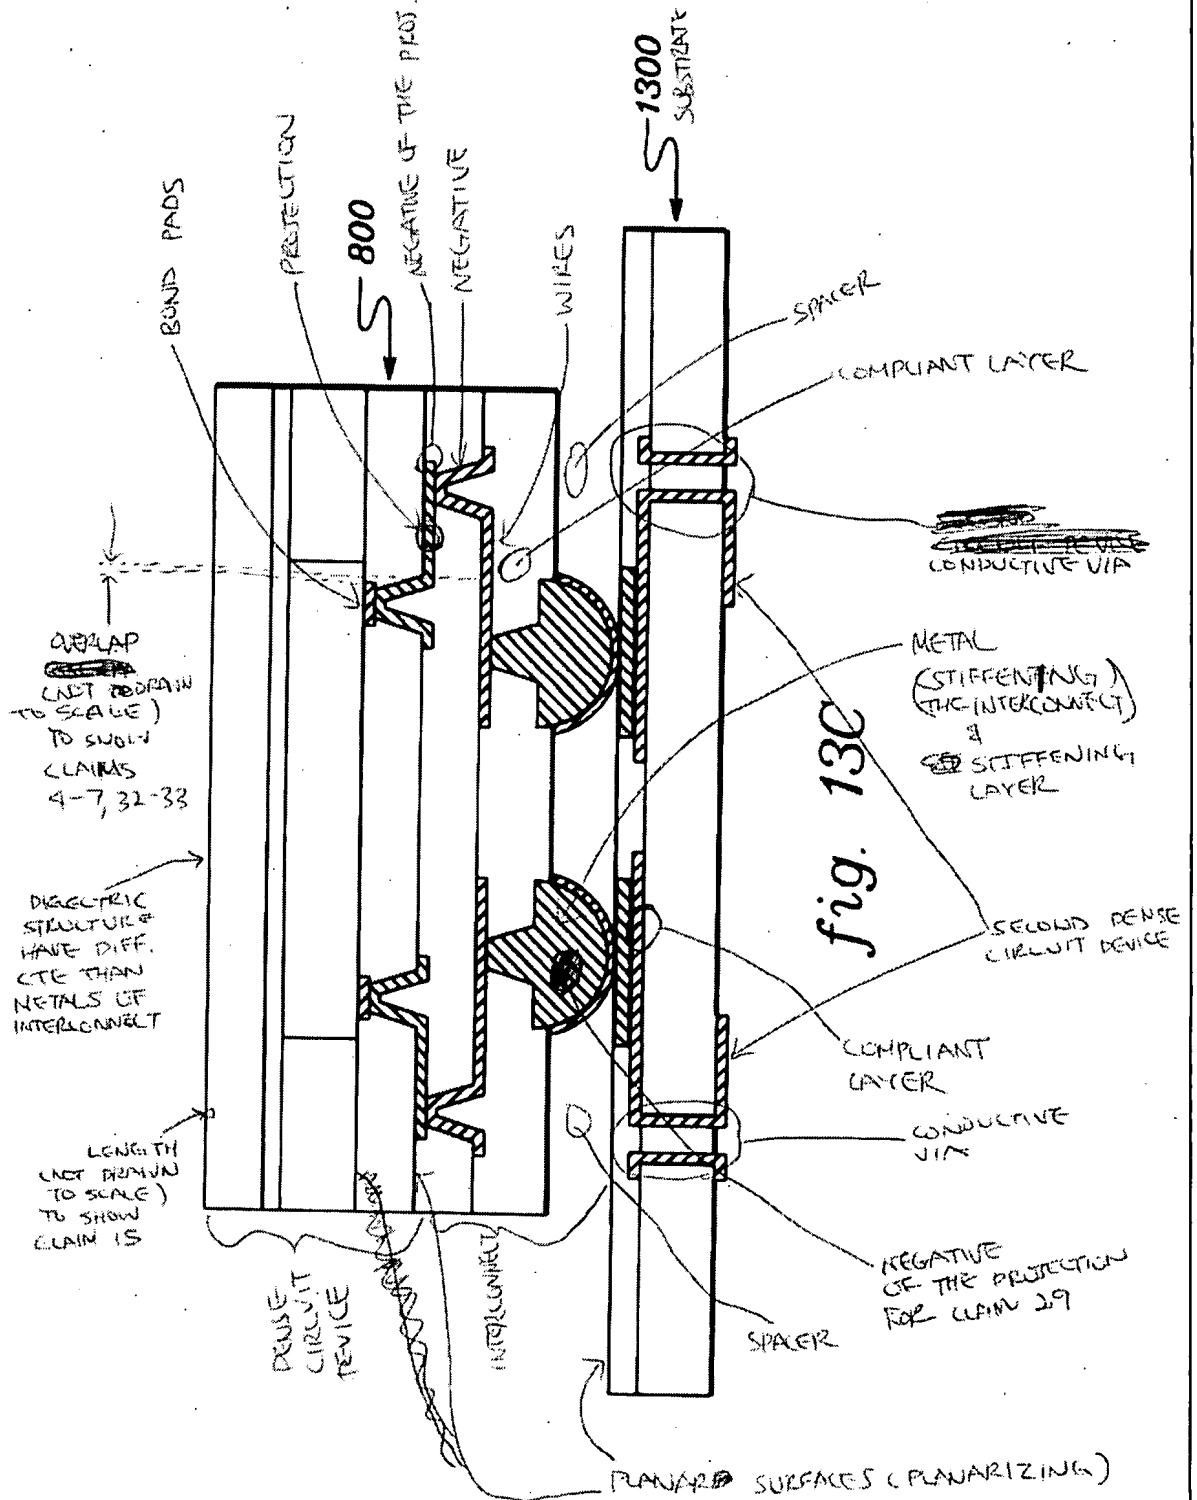 BOND PADS
PROJECTION
800
NEGATIVE OF THE PROJ.
NEGATIVE
WIRES
1300
SUBSTRATE
SPACER
COMPLIANT LAYER
CONDUCTIVE VIA
OVERLAP
(NOT DRAWN
TO SCALE)
TO SHOW
CLAIMS
4-7, 32-33
METAL
(STIFFENING)
(THE INTERCONNECT)
&
STIFFENING
LAYER
fig. 13C
DIELECTRIC
STRUCTURE
HAVE DIFF.
CTE THAN
METALS OF
INTERCONNECT
SECOND DENSE
CIRCUIT DEVICE
COMPLIANT
LAYER
LENGTH
(NOT DRAWN
TO SCALE)
TO SHOW
CLAIM 15
CONDUCTIVE
VIA
DENSE
CIRCUIT
DEVICE
INTERCONNECT
NEGATIVE
OF THE PROJECTION
FOR CLAIM 29
SPACER
PLANAR SURFACES (PLANARIZING)